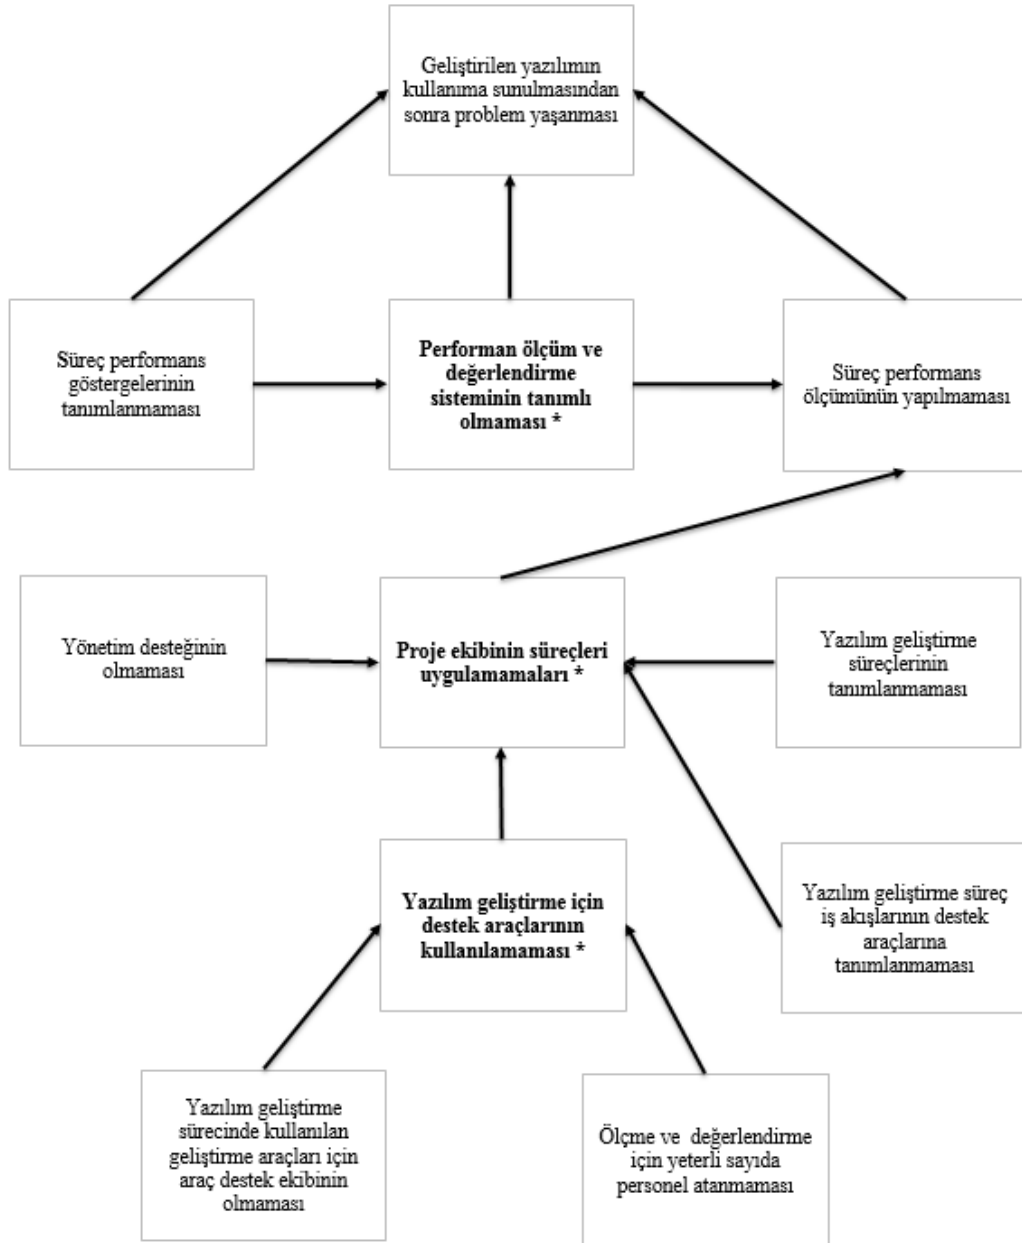 Geliştirilen yazılımın
kullanıma sunulmasından
sonra problem yaşanması
Süreç performans
göstergelerinin
tanımlanmaması
Performan ölçüm ve
değerlendirme
sisteminin tanımlı
olmaması *
Süreç performans
ölçümünün yapılmaması
Yönetim desteğinin
olmaması
Proje ekibinin süreçleri
uygulamamaları *
Yazılım geliştirme
süreçlerinin
tanımlanmaması
Yazılım geliştirme için
destek araçlarının
kullanılamaması *
Yazılım geliştirme süreç
iş akışlarının destek
araçlarına
tanımlanmaması
Yazılım geliştirme
sürecinde kullanılan
geliştirme araçları için
araç destek ekibinin
olmaması
Ölçme ve değerlendirme
için yeterli sayıda
personel atanmaması